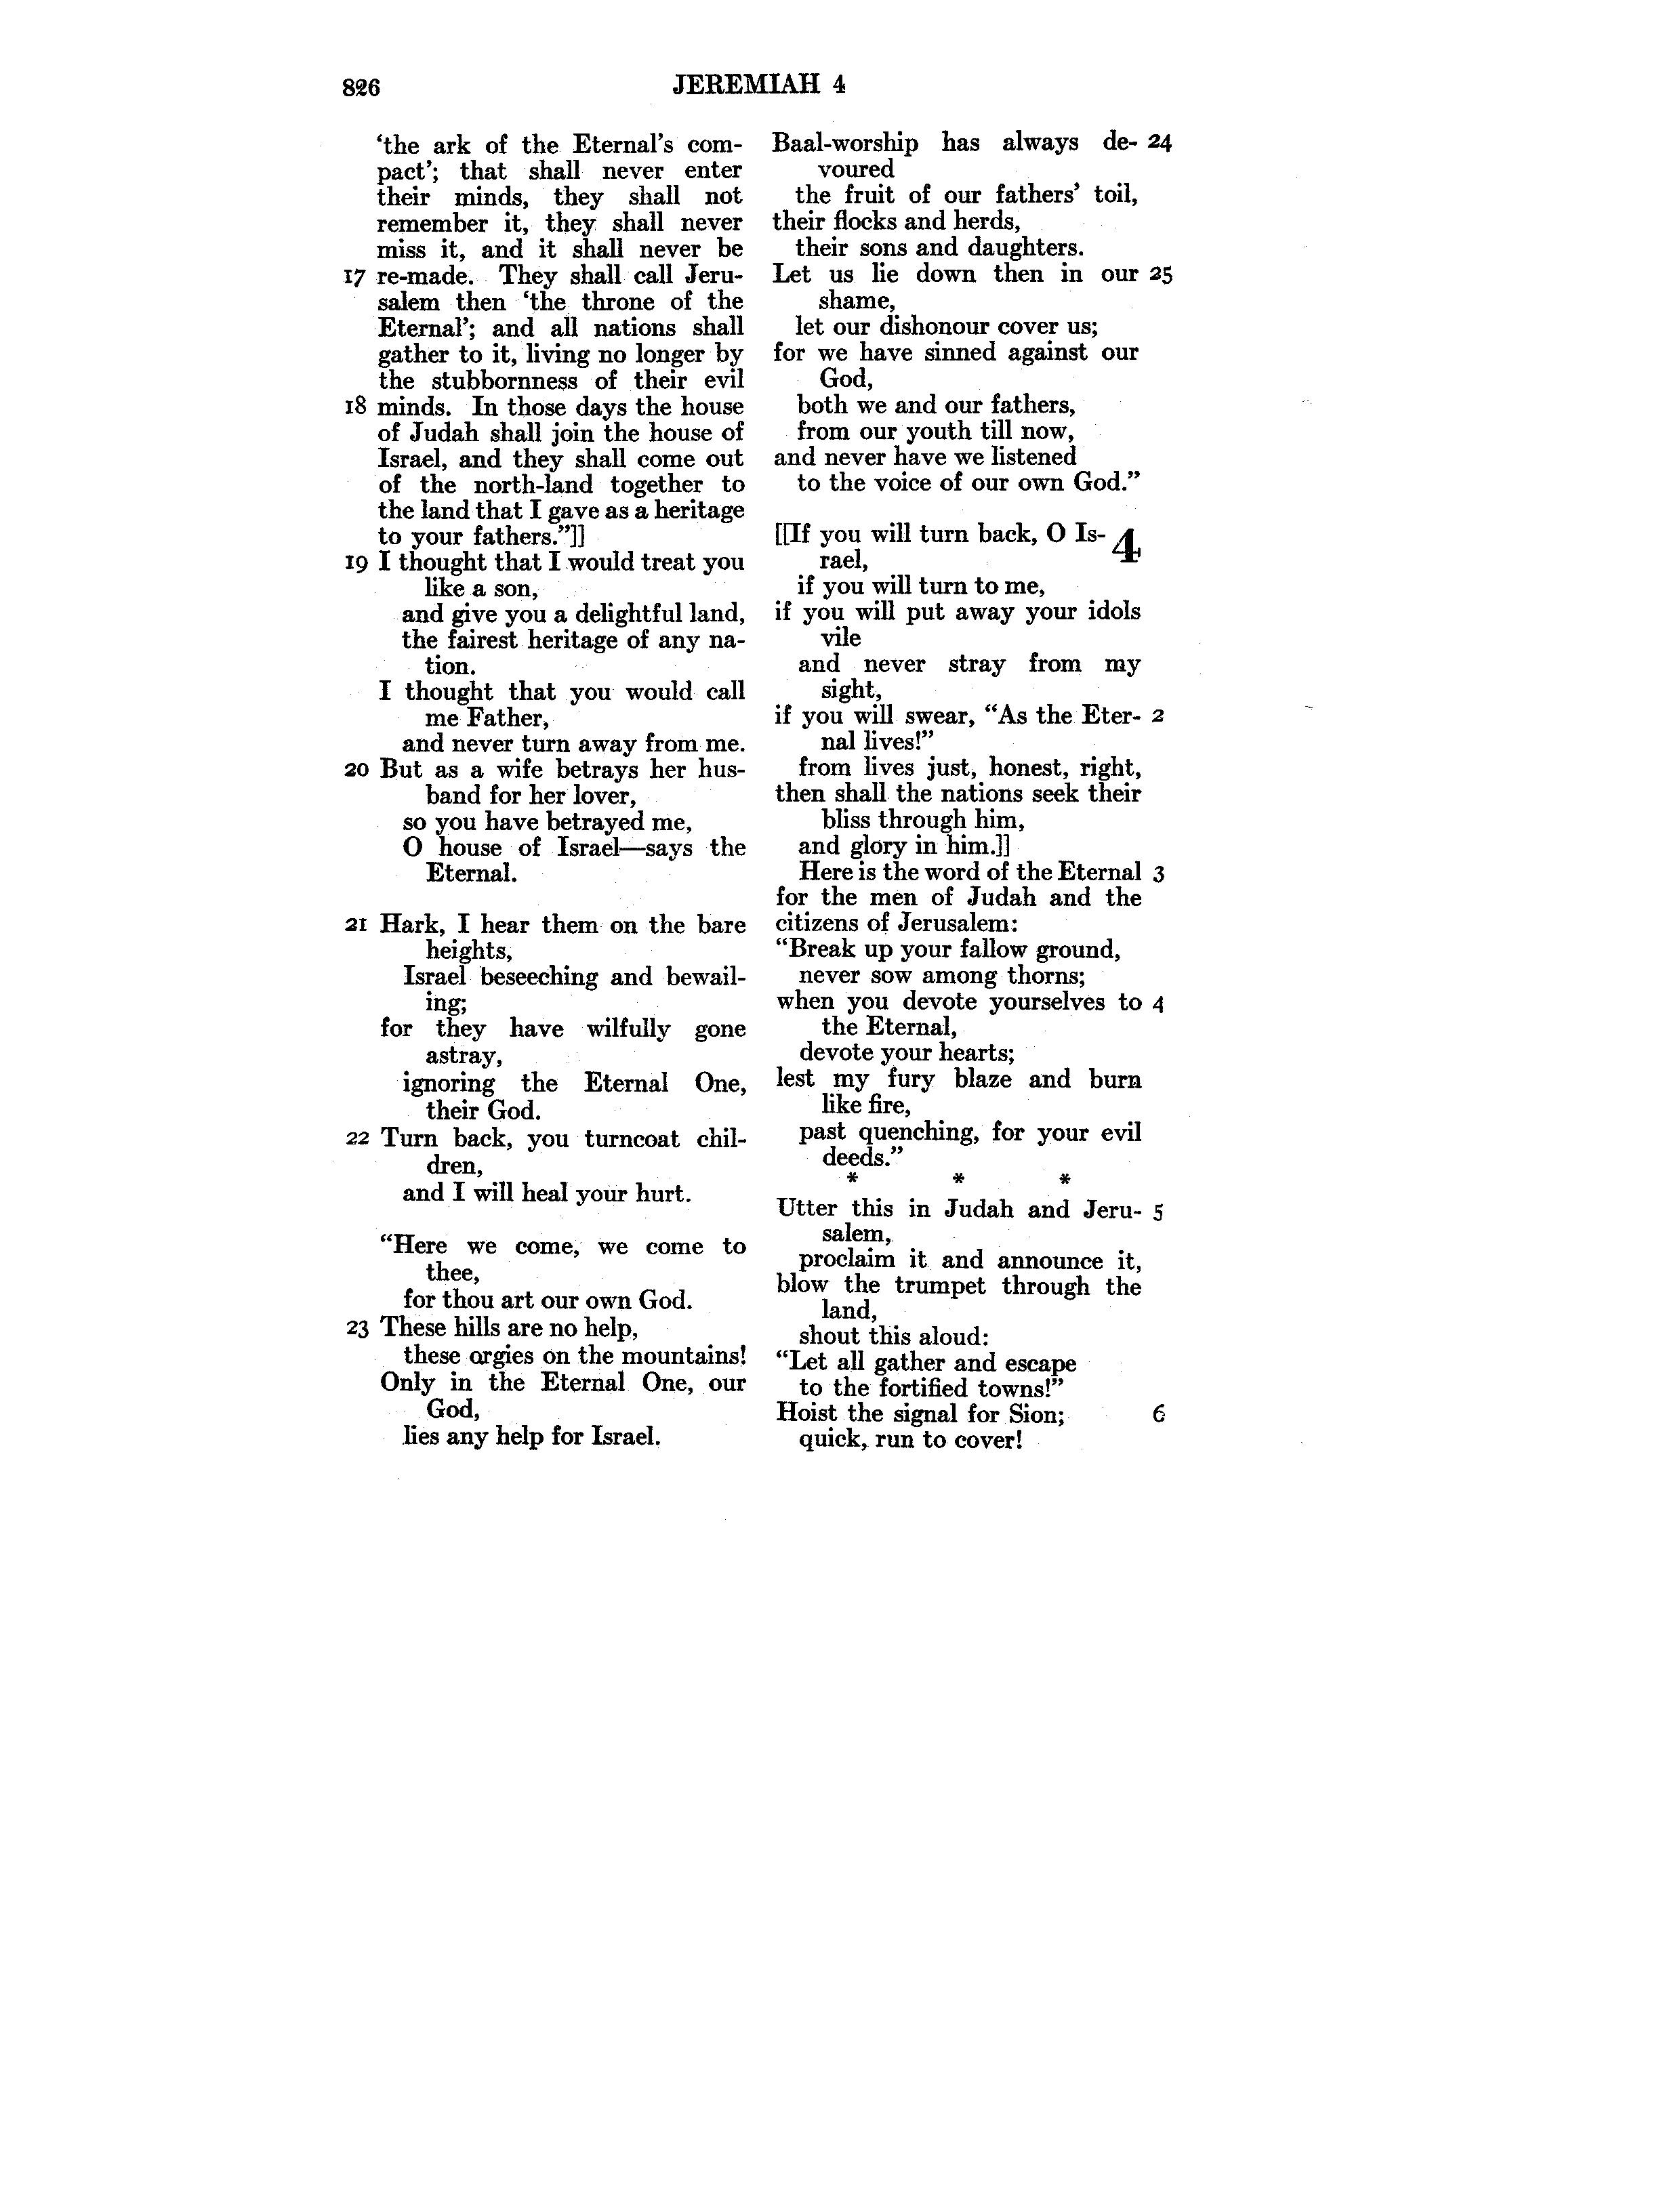 826
JEREMIAH 4
‘the ark of the Eternal’s com-
pact’; that shall never enter
their minds, they shall not
remember it, they shall never
miss it, and it shall never be
17 re-made. They shall call Jeru-
salem then ‘the throne of the
Eternal’; and all nations shall
gather to it, living no longer by
the stubbornness of their evil
18 minds. In those days the house
of Judah shall join the house of
Israel, and they shall come out
of the north-land together to
the land that I gave as a heritage
to your fathers.”]]
19 I thought that I would treat you
like a son,
and give you a delightful land,
the fairest heritage of any na-
tion.
I thought that you would call
me Father,
and never turn away from me.
20 But as a wife betrays her hus-
band for her lover,
so you have betrayed me,
O house of Israel—says the
Eternal.
21 Hark, I hear them on the bare
heights,
Israel beseeching and bewail-
ing;
for they have wilfully gone
astray,
ignoring the Eternal One,
their God.
22 Turn back, you turncoat chil-
dren,
and I will heal your hurt.
“Here we come, we come to
thee,
for thou art our own God.
23 These hills are no help,
these orgies on the mountains!
Only in the Eternal One, our
God,
lies any help for Israel.
Baal-worship has always de- 24
voured
the fruit of our fathers’ toil,
their flocks and herds,
their sons and daughters.
Let us lie down then in our 25
shame,
let our dishonour cover us;
for we have sinned against our
God,
both we and our fathers,
from our youth till now,
and never have we listened
to the voice of our own God.”
[[If you will turn back, O Is- 4
rael,
if you will turn to me,
if you will put away your idols
vile
and never stray from my
sight,
if you will swear, “As the Eter- 2
nal lives!”
from lives just, honest, right,
then shall the nations seek their
bliss through him,
and glory in him.]]
Here is the word of the Eternal 3
for the men of Judah and the
citizens of Jerusalem:
“Break up your fallow ground,
never sow among thorns;
when you devote yourselves to 4
the Eternal,
devote your hearts;
lest my fury blaze and burn
like fire,
past quenching, for your evil
deeds.”
* * *
Utter this in Judah and Jeru- 5
salem,
proclaim it and announce it,
blow the trumpet through the
land,
shout this aloud:
“Let all gather and escape
to the fortified towns!”
Hoist the signal for Sion; 6
quick, run to cover!